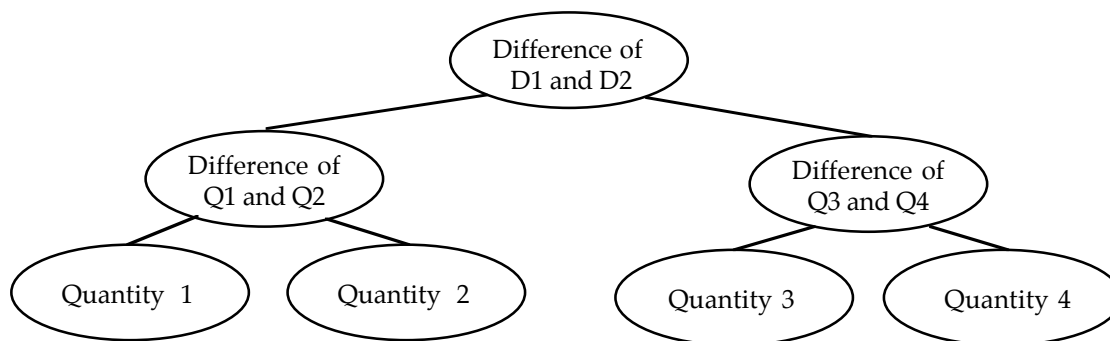 Difference of
D1 and D2
Difference of
Q1 and Q2
Difference of
Q3 and Q4
Quantity 1
Quantity 2
Quantity 3
Quantity 4